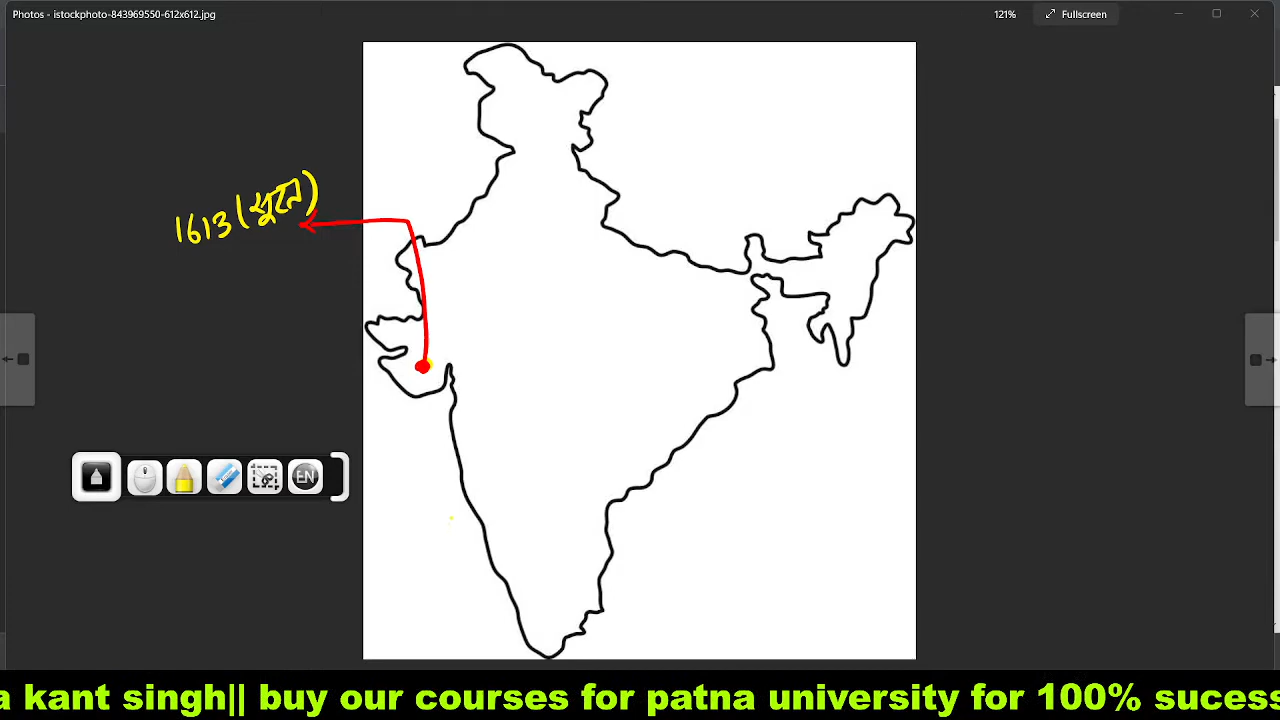 Photos - istockphoto-843969550-612x612.jpg
121%
Fullscreen
1613
EN
a kant singh|| buy our courses for patna university for 100% sucess